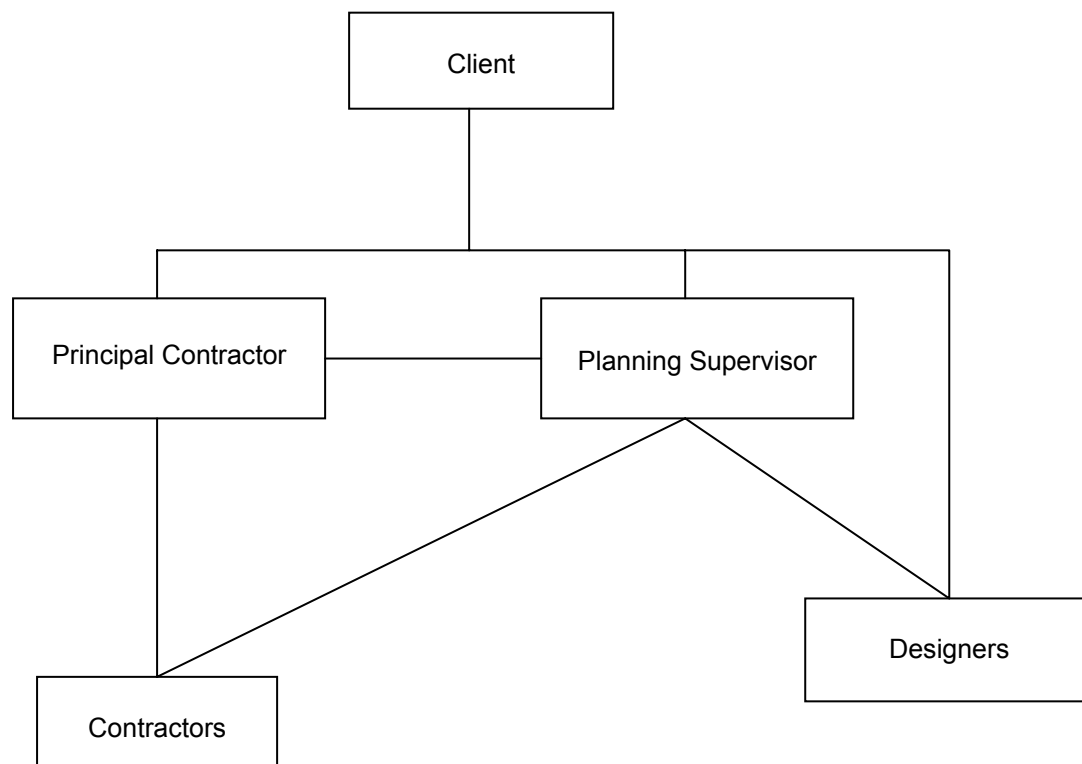 Client
Principal Contractor
Planning Supervisor
Designers
Contractors